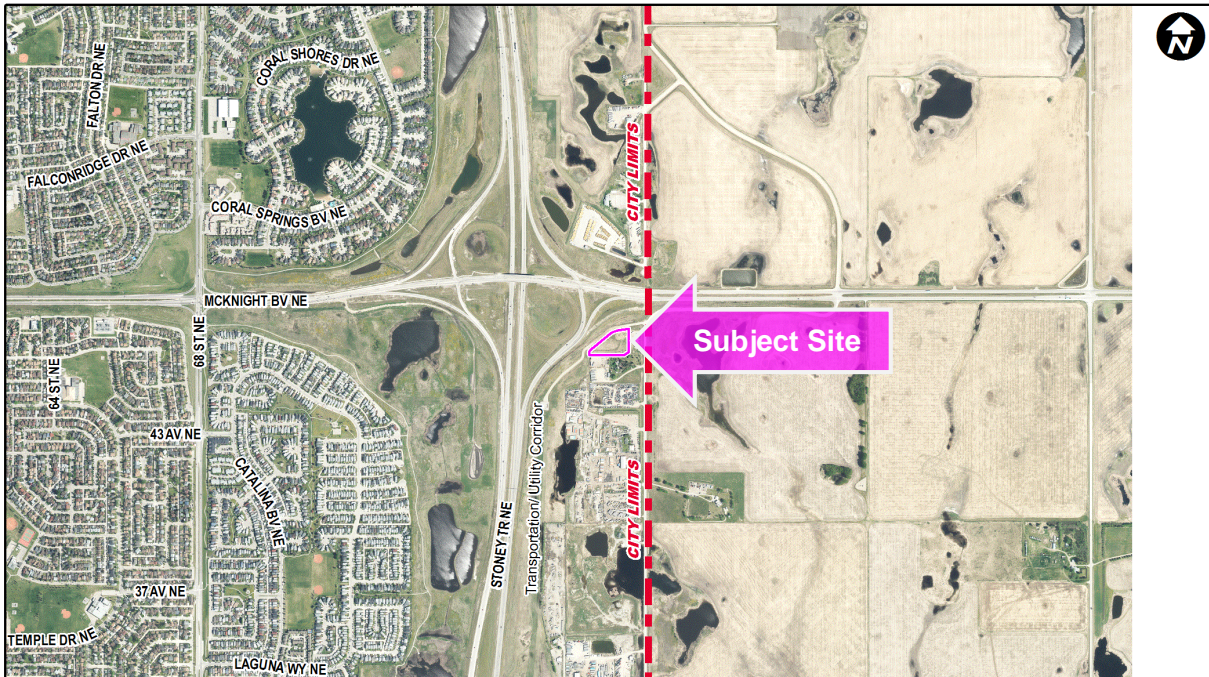 N
CORAL SHORES DR NE
FALTON DR NE
CITY LIMITS
FALCONRIDGE DR NE
CORAL SPRINGS BV NE
MCKNIGHT BV NE
68 ST NE
Subject Site
64 ST NE
Transportation/ Utility Corridor
43 AV NE
CATALINA BV NE
CITY LIMITS
STONEY TR NE
37 AV NE
TEMPLE DR NE
LAGUNA WY NE